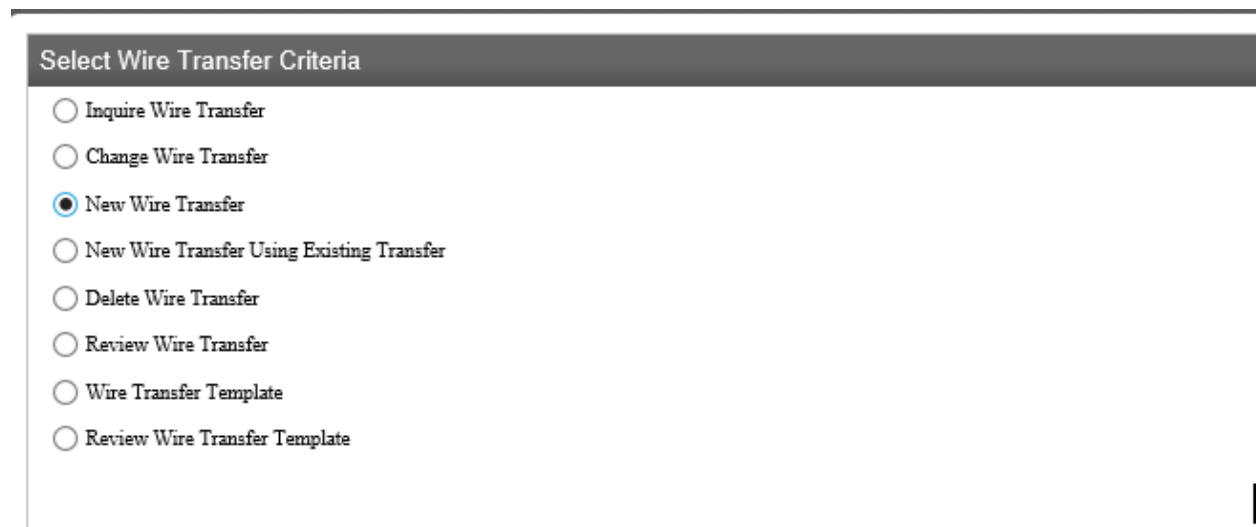 Select Wire Transfer Criteria
Inquire Wire Transfer
Change Wire Transfer
New Wire Transfer
New Wire Transfer Using Existing Transfer
Delete Wire Transfer
Review Wire Transfer
Wire Transfer Template
Review Wire Transfer Template